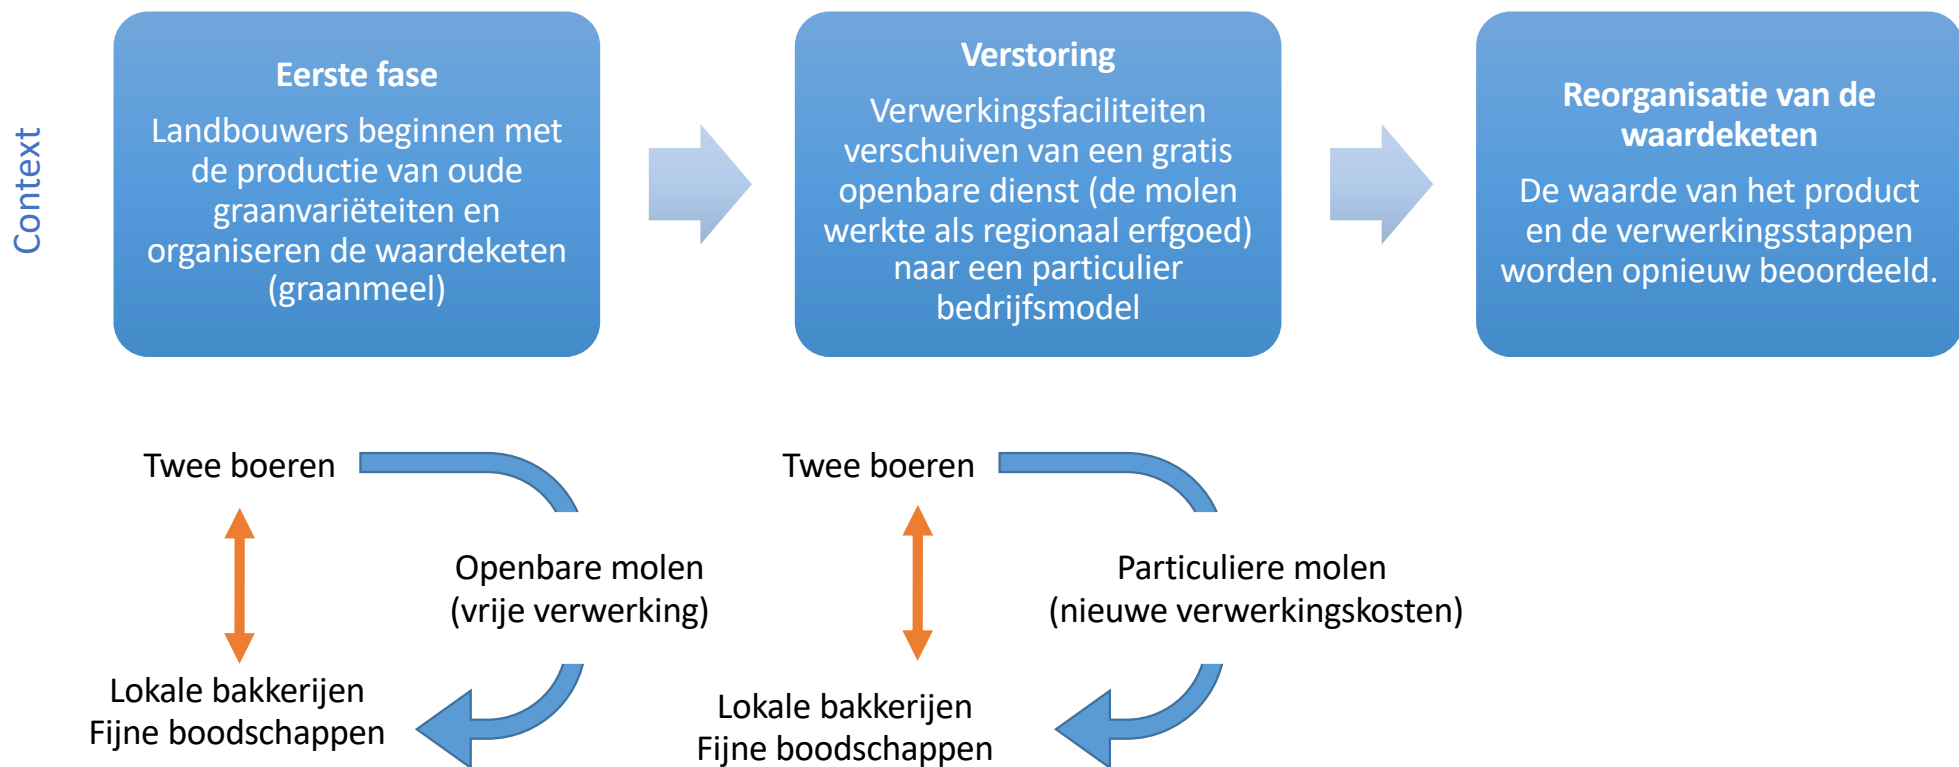 Context
Eerste fase
Landbouwers beginnen met
de productie van oude
graanvariëteiten en
organiseren de waardeketen
(graanmeel)
Verstoring
Verwerkingsfaciliteiten
verschuiven van een gratis
openbare dienst (de molen
werkte als regionaal erfgoed)
naar een particulier
bedrijfsmodel
Reorganisatie van de
waardeketen
De waarde van het product
en de verwerkingsstappen
worden opnieuw beoordeeld.
Twee boeren
Openbare molen
(vrije verwerking)
Lokale bakkerijen
Fijne boodschappen
Twee boeren
Particuliere molen
(nieuwe verwerkingskosten)
Lokale bakkerijen
Fijne boodschappen